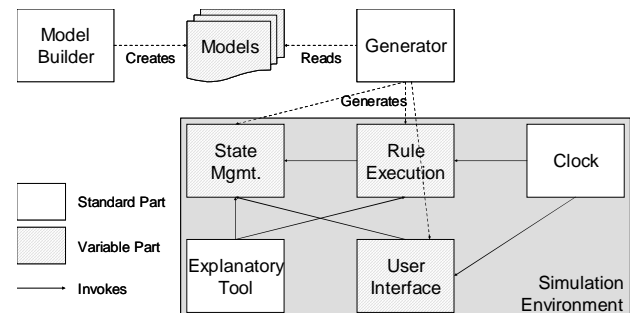 Model
Builder
Creates
Models
Reads
Generator
Generates
State
Mgmt.
Rule
Execution
Clock
Standard Part
Variable Part
Explanatory
Tool
User
Interface
Invokes
Simulation
Environment